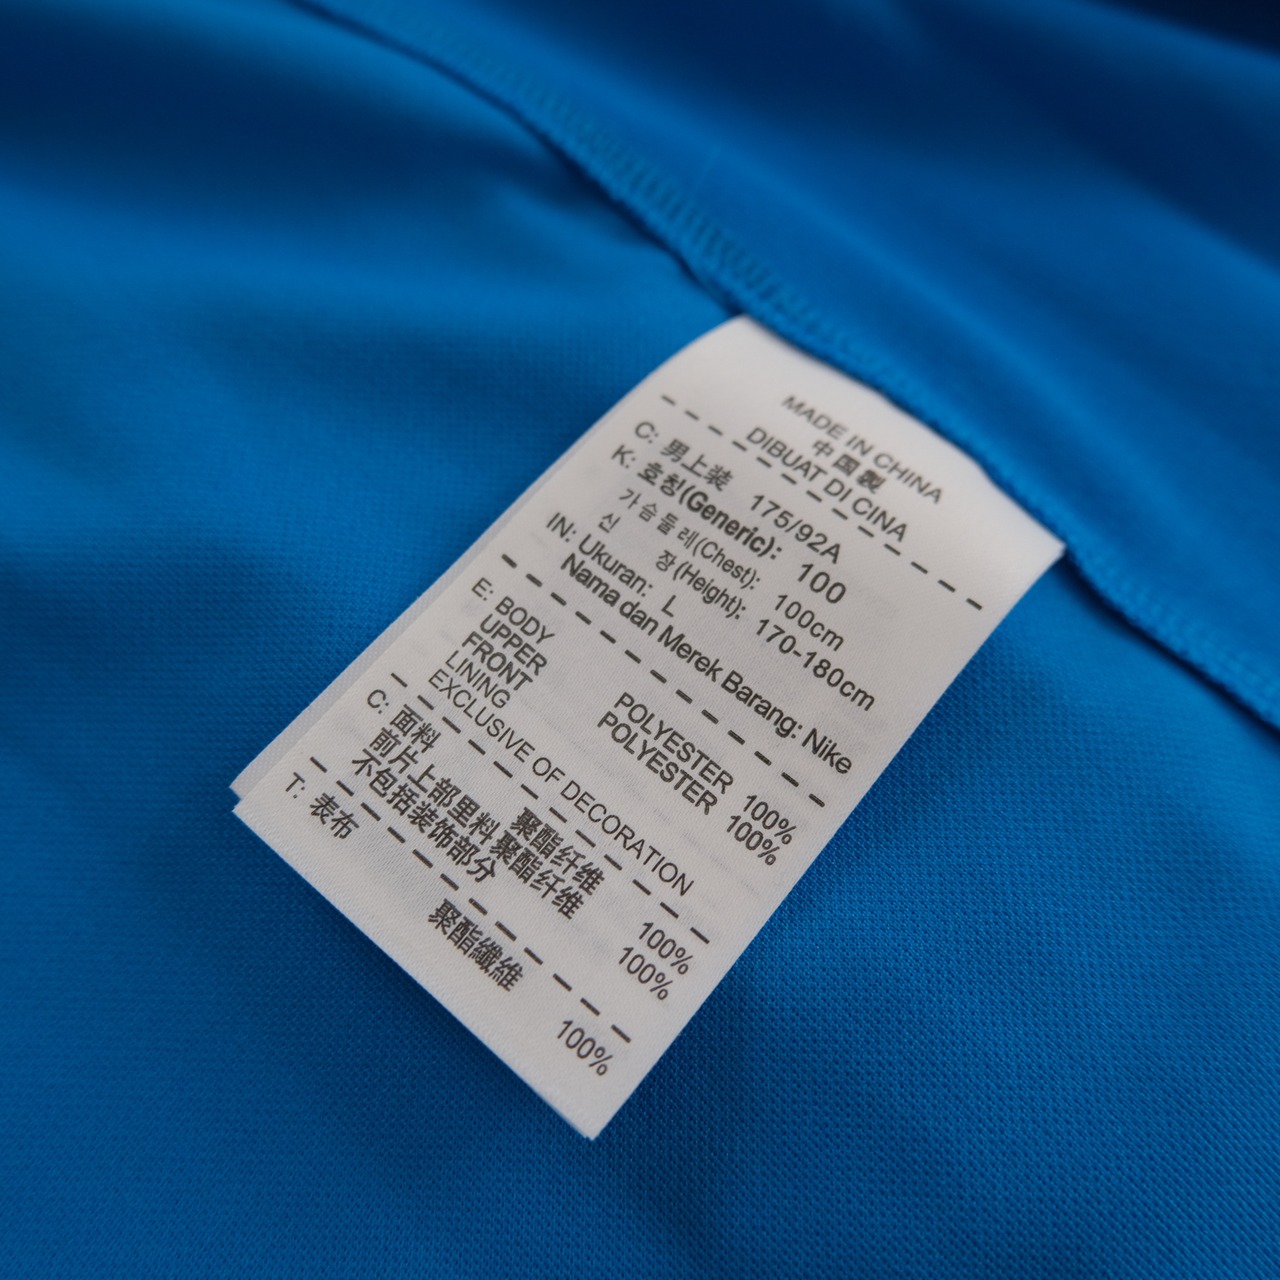 MADE IN CHINA
中国製
DIBUAT DI CINA
C: 男上装 175/92A
K: 호칭(Generic): 100
가슴둘레(Chest): 100cm
신 장(Height): 170-180cm
IN: Ukuran: L
Nama dan Merek Barang: Nike
E: BODY POLYESTER 100%
UPPER
FRONT
LINING POLYESTER 100%
EXCLUSIVE OF DECORATION
C: 面料 聚酯纤维 100%
前片上部里料 聚酯纤维 100%
不包括装饰部分
T: 表布 聚酯纖維 100%